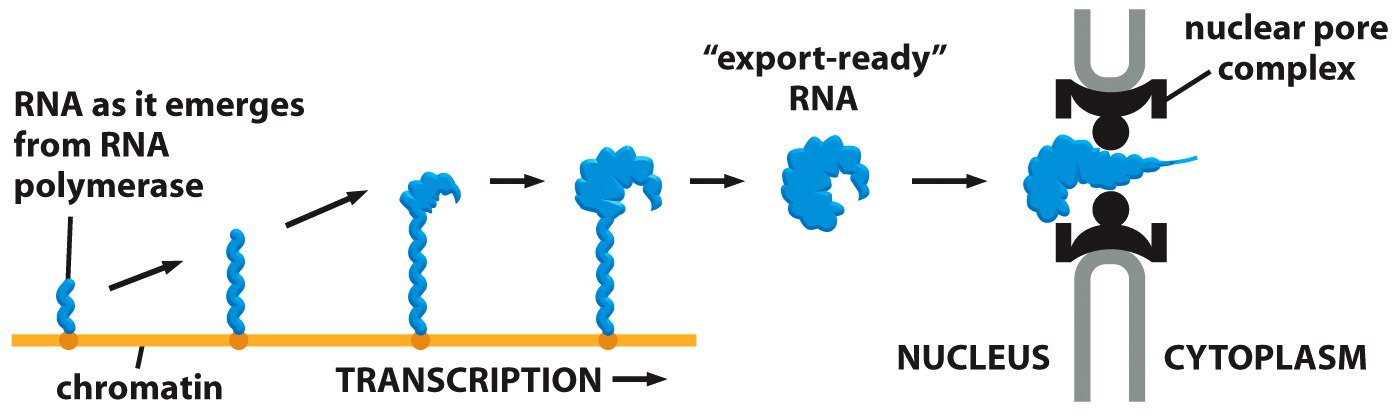 RNA as it emerges
from RNA
polymerase
chromatin
TRANSCRIPTION
“export-ready”
RNA
nuclear pore
complex
NUCLEUS
CYTOPLASM